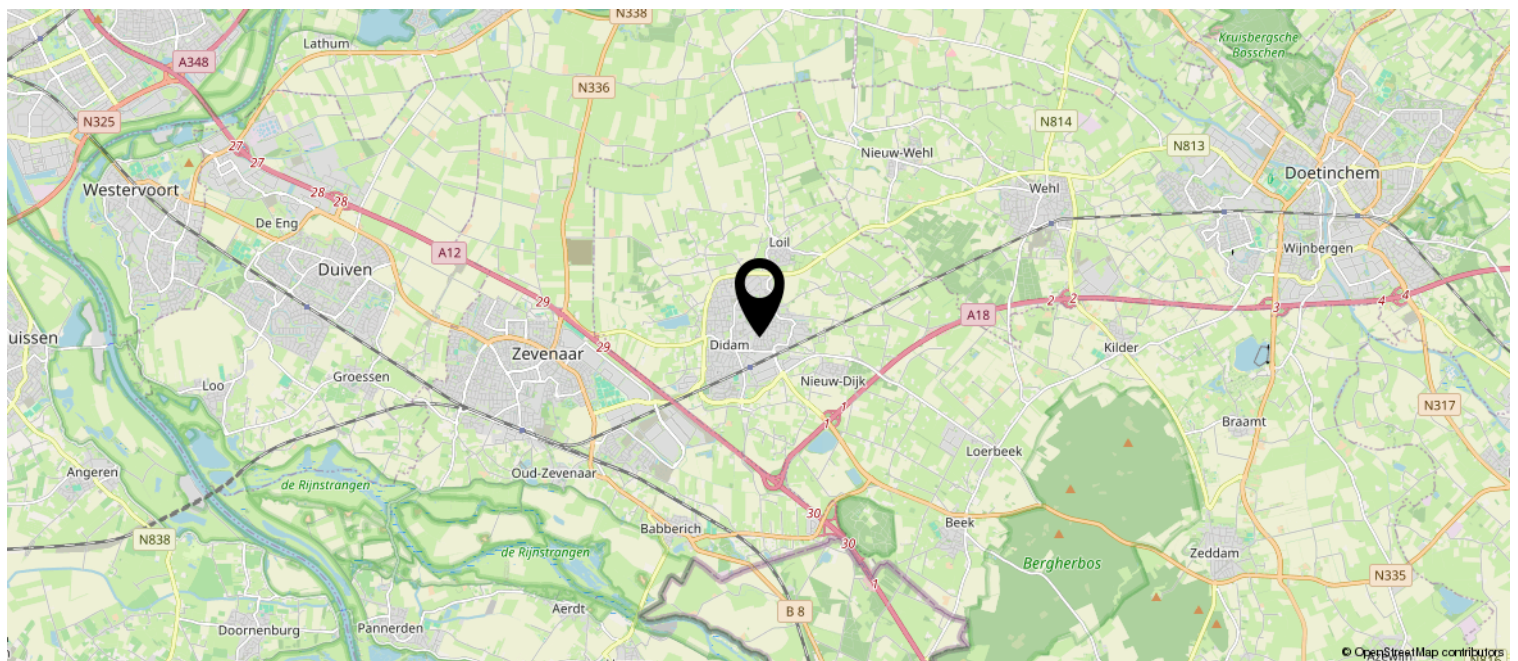 N338
Lathum
Kruisbergsche
Bosschen
A348
N336
N325
N814
N813
27
27
Nieuw-Wehl
Doetinchem
Westervoort
28
28
Wehl
De Eng
Loil
Wijnbergen
A12
Duiven
29
2
2
4
4
3
A18
uissen
29
Didam
Kilder
Zevenaar
Groessen
Loo
Nieuw-Dijk
1
1
N317
Braamt
Loerbeek
Angeren
Oud-Zevenaar
de Rijnstrangen
30
Babberich
Beek
N838
30
de Rijnstrangen
Zeddam
Bergherbos
N335
1
Aerdt
B 8
Doornenburg
Pannerden
© OpenStreetMap contributors